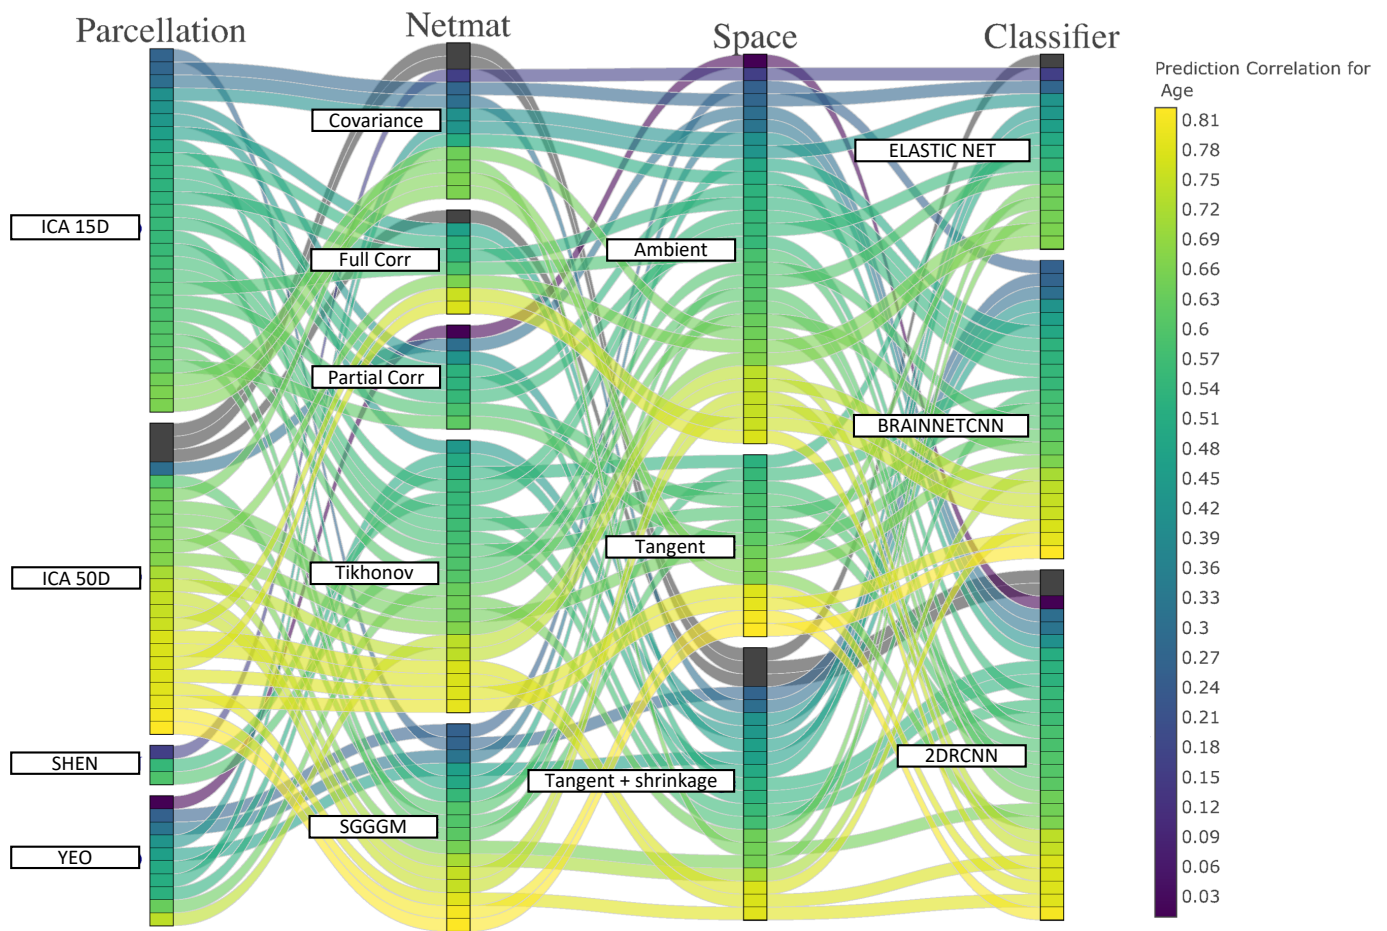 Parcellation
Netmat
Space
Classifier
Prediction Correlation for
Age
Covariance
Full Corr
Partial Corr
Tikhonov
SGGGM
ICA 15D
ICA 50D
SHEN
YEO
Ambient
Tangent
Tangent + shrinkage
ELASTIC NET
BRAINNETCNN
2DRCNN
0.81
0.78
0.75
0.72
0.69
0.66
0.63
0.6
0.57
0.54
0.51
0.48
0.45
0.42
0.39
0.36
0.33
0.3
0.27
0.24
0.21
0.18
0.15
0.12
0.09
0.06
0.03